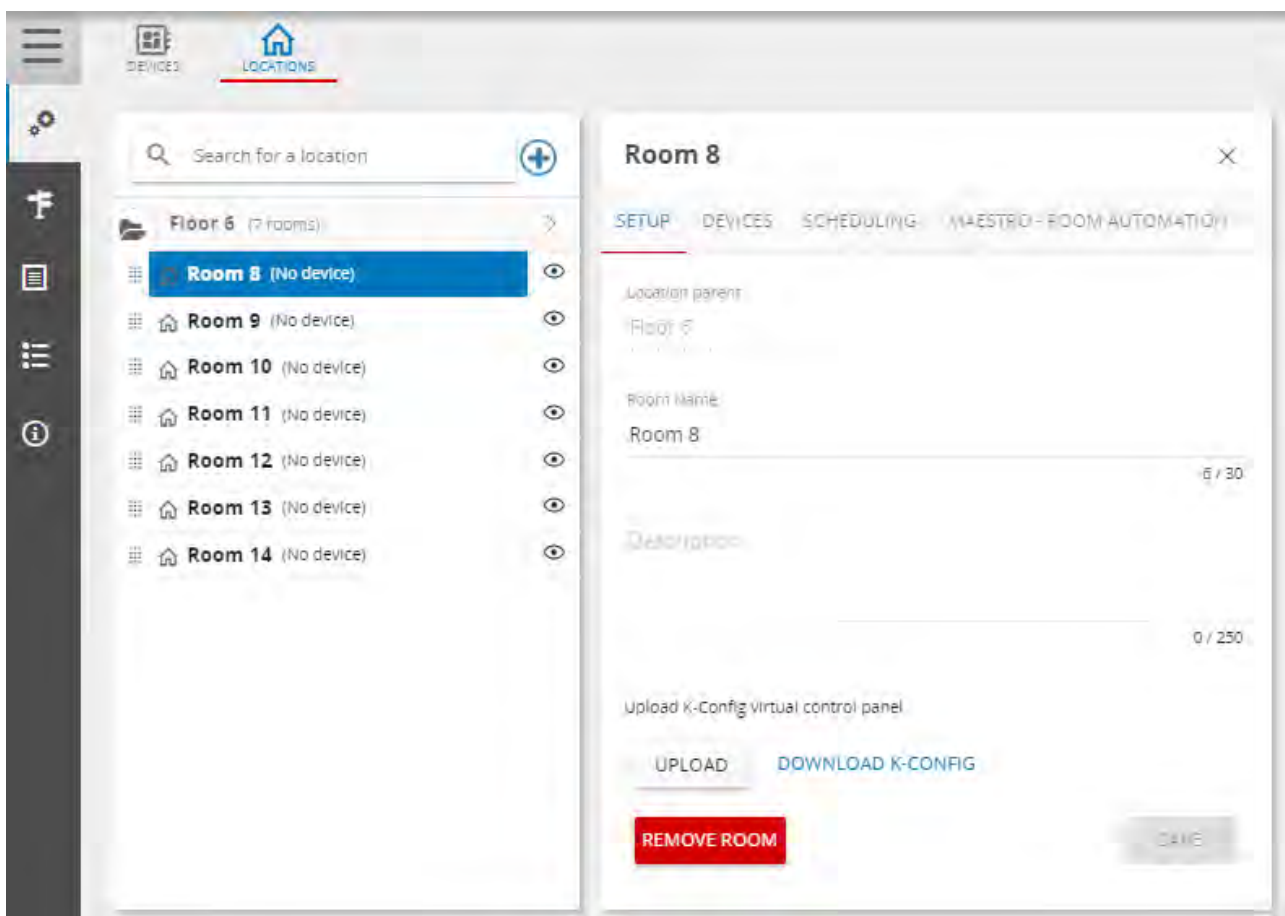 DEVICES
LOCATIONS
Search for a location
Floor 6 (7 rooms)
Room 8 (No device)
Room 9 (No device)
Room 10 (No device)
Room 11 (No device)
Room 12 (No device)
Room 13 (No device)
Room 14 (No device)
Room 8
SETUP DEVICES SCHEDULING MAESTRO - ROOM AUTOMATION
Location parent
Floor 6
Room Name
Room 8
6 / 30
Description
0 / 250
Upload K-Config virtual control panel
UPLOAD DOWNLOAD K-CONFIG
REMOVE ROOM SAVE